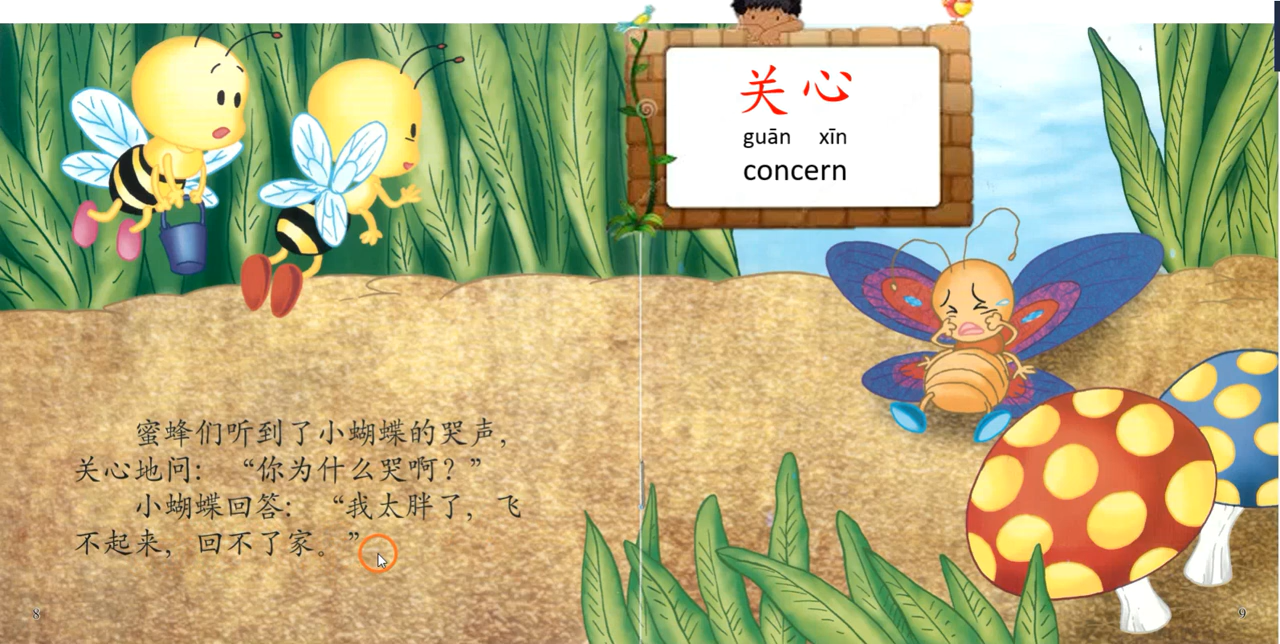 关心
guān xīn
concern
蜜蜂们听到了小蝴蝶的哭声，
关心地问：“你为什么哭啊？”
小蝴蝶回答：“我太胖了，飞
不起来，回不了家。”
8
9